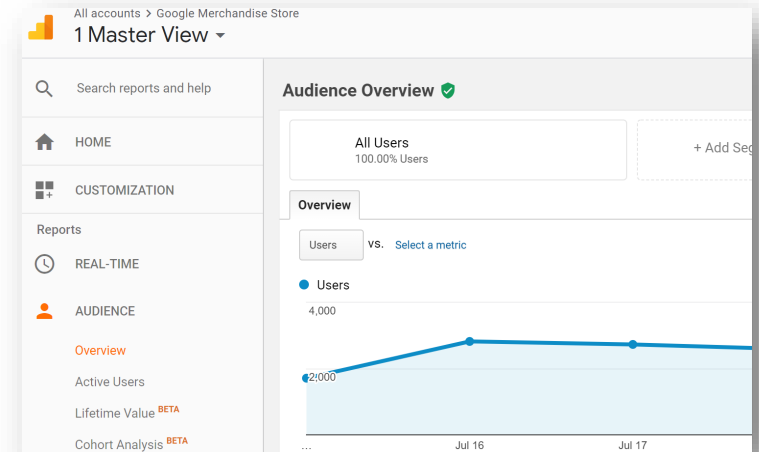 All accounts > Google Merchandise Store
1 Master View
Search reports and help
HOME
CUSTOMIZATION
Reports
REAL-TIME
AUDIENCE
Overview
Active Users
Lifetime Value BETA
Cohort Analysis BETA
Audience Overview
All Users
100.00% Users
+ Add Seg
Overview
Users vs. Select a metric
Users
4,000
2,000
... Jul 16 Jul 17